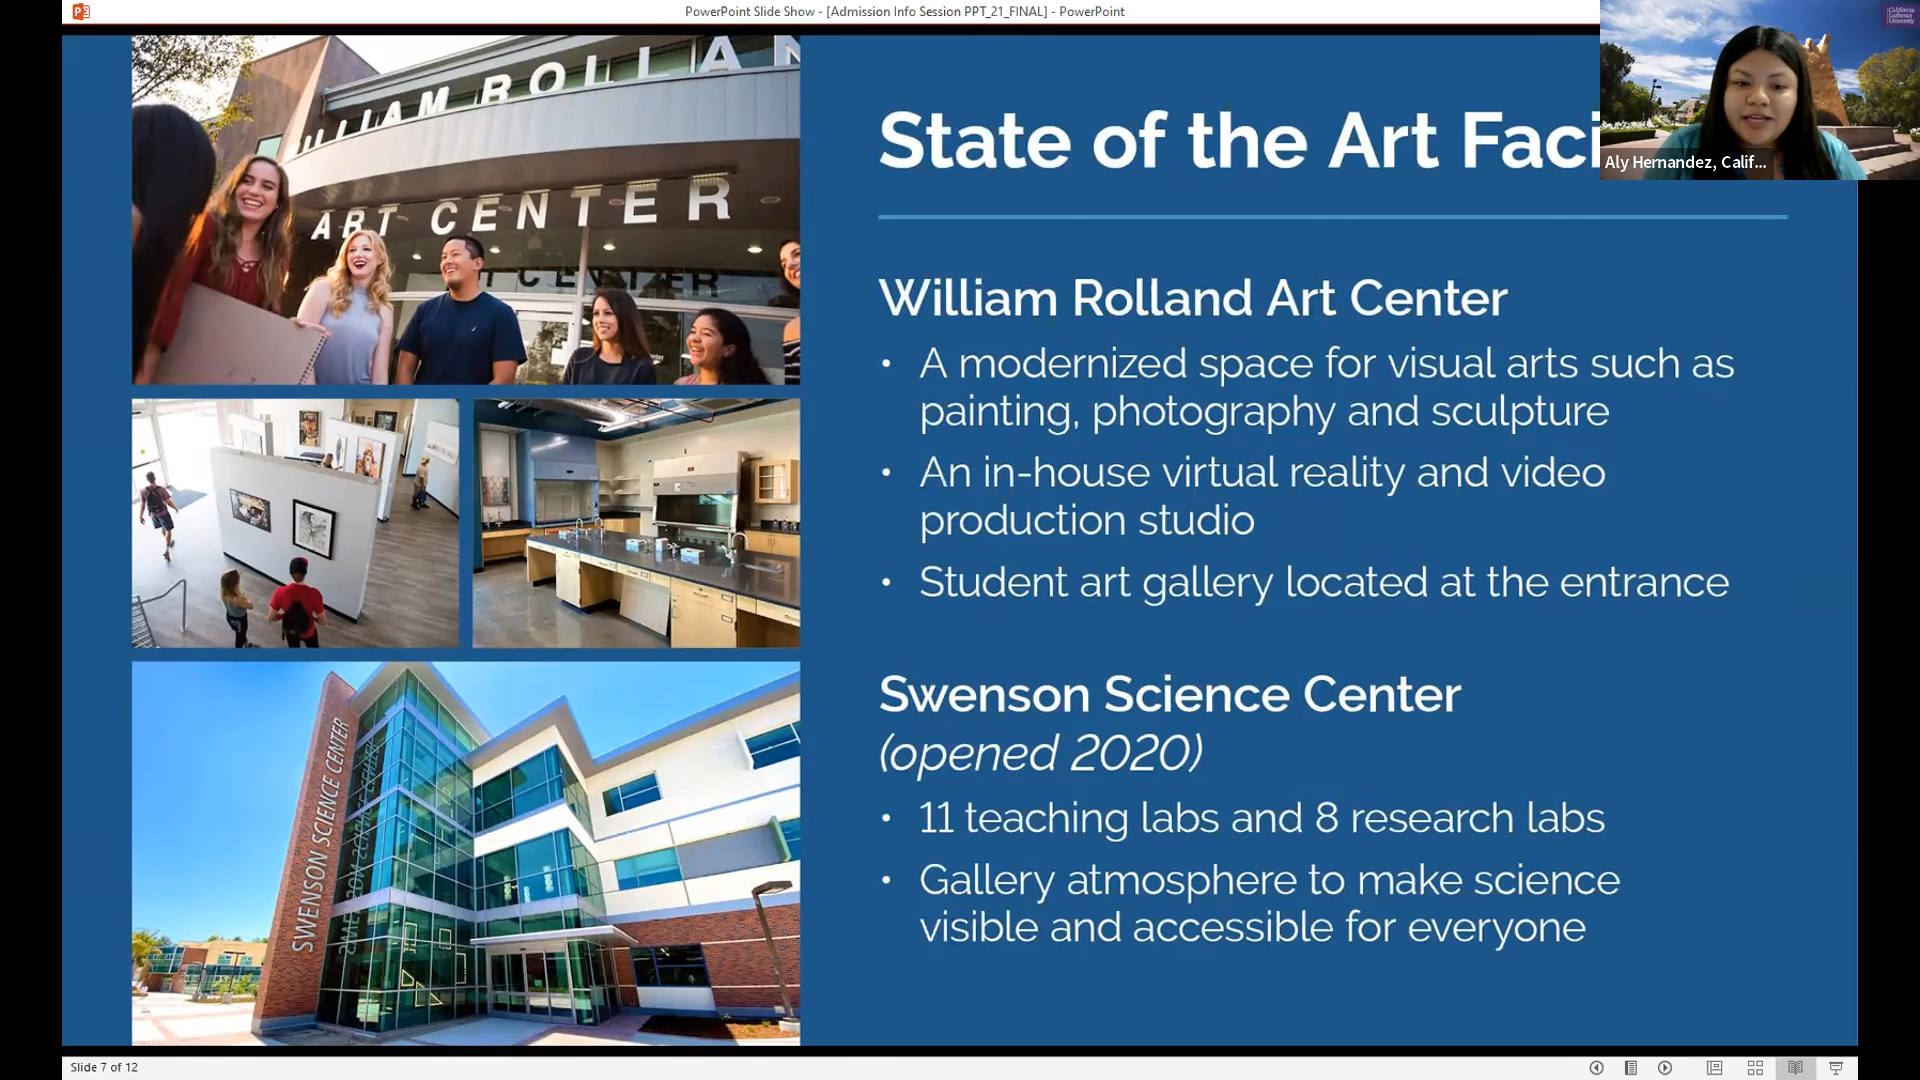 PowerPoint Slide Show - [Admission Info Session PPT_21_FINAL] - PowerPoint
California
Lutheran
University
Aly Hernandez, Calif...
WILLIAM ROLLAN
ART CENTER
State of the Art Faci
William Rolland Art Center
• A modernized space for visual arts such as
painting, photography and sculpture
• An in-house virtual reality and video
production studio
• Student art gallery located at the entrance
SWENSON SCIENCE CENTER
Swenson Science Center
(opened 2020)
• 11 teaching labs and 8 research labs
• Gallery atmosphere to make science
visible and accessible for everyone
Slide 7 of 12